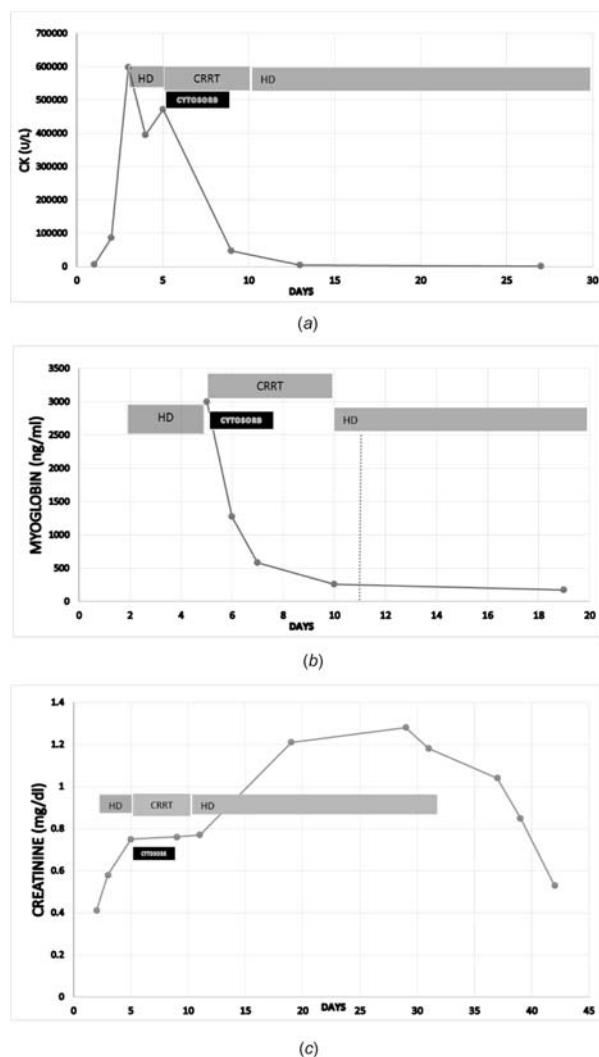 700000
600000
HD CRRT HD
500000
CYTOSORB
400000
CK (u/L)
300000
200000
100000
0
0 5 10 15 20 25 30
DAYS
(a)
3500
CRRT
3000
HD CYTOSORB HD
2500
2000
MYOGLOBIN (ng/ml)
1500
1000
500
0
0 2 4 6 8 10 12 14 16 18 20
DAYS
(b)
1.4
1.2
1
HD CRRT HD
0.8
CYTOSORB
CREATININE (mg/dl)
0.6
0.4
0.2
0
0 5 10 15 20 25 30 35 40 45
DAYS
(c)